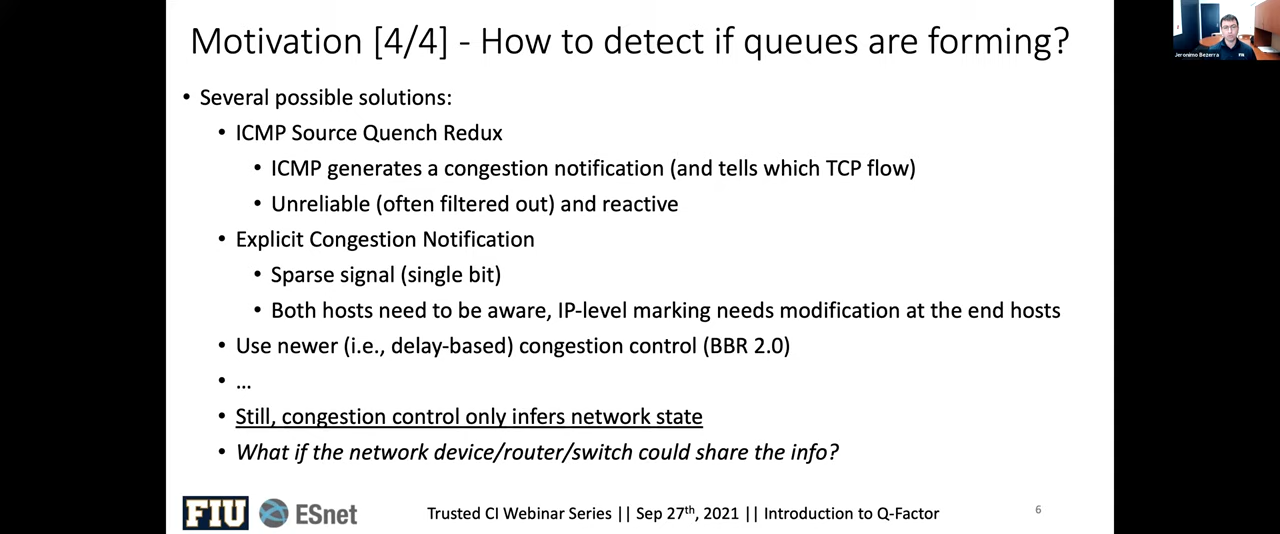 Motivation [4/4] - How to detect if queues are forming?
Jeronimo Bezerra
• Several possible solutions:
• ICMP Source Quench Redux
• ICMP generates a congestion notification (and tells which TCP flow)
• Unreliable (often filtered out) and reactive
• Explicit Congestion Notification
• Sparse signal (single bit)
• Both hosts need to be aware, IP-level marking needs modification at the end hosts
• Use newer (i.e., delay-based) congestion control (BBR 2.0)
• ...
• Still, congestion control only infers network state
• What if the network device/router/switch could share the info?
FIU ESnet Trusted CI Webinar Series || Sep 27th, 2021 || Introduction to Q-Factor 6